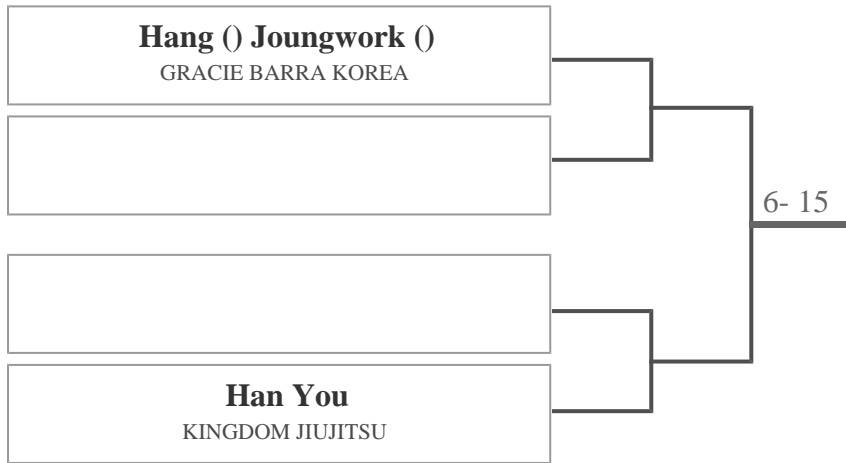 Hang () Joungwork ()
GRACIE BARRA KOREA
6- 15
Han You
KINGDOM JIUJITSU